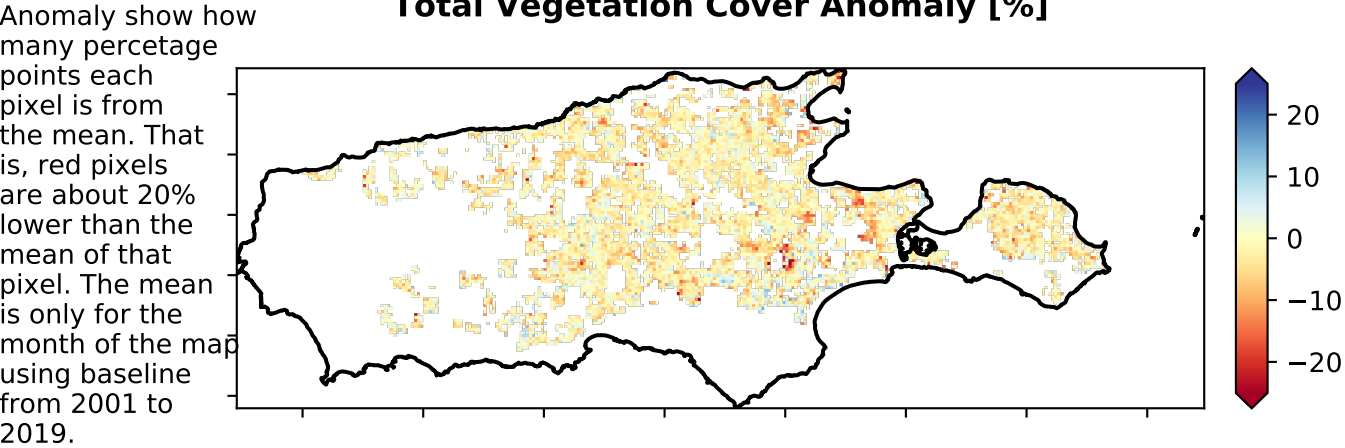 Total Vegetation Cover Anomaly [%]
Anomaly show how
many percetage
points each
pixel is from
the mean. That
is, red pixels
are about 20%
lower than the
mean of that
pixel. The mean
is only for the
month of the map
using baseline
from 2001 to
2019.
20
10
0
−10
−20